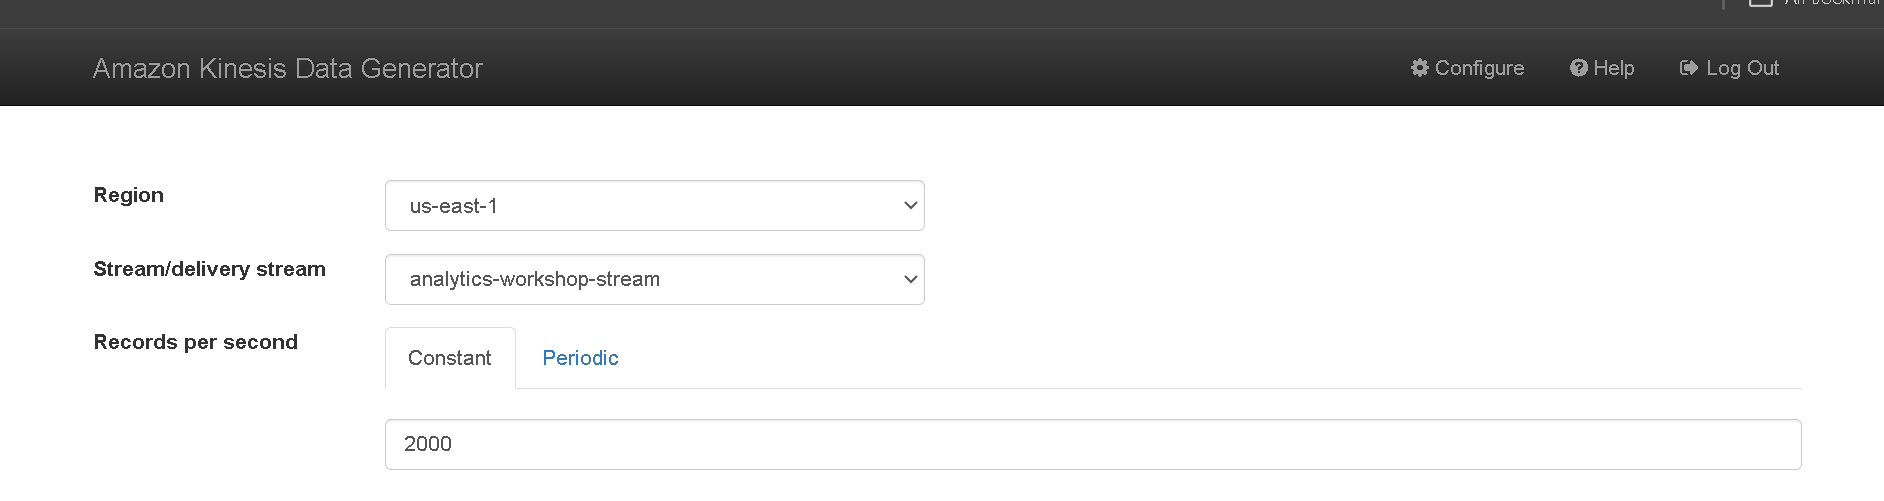 Amazon Kinesis Data Generator
Configure
Help
Log Out
Region
us-east-1
Stream/delivery stream
analytics-workshop-stream
Records per second
Constant
Periodic
2000